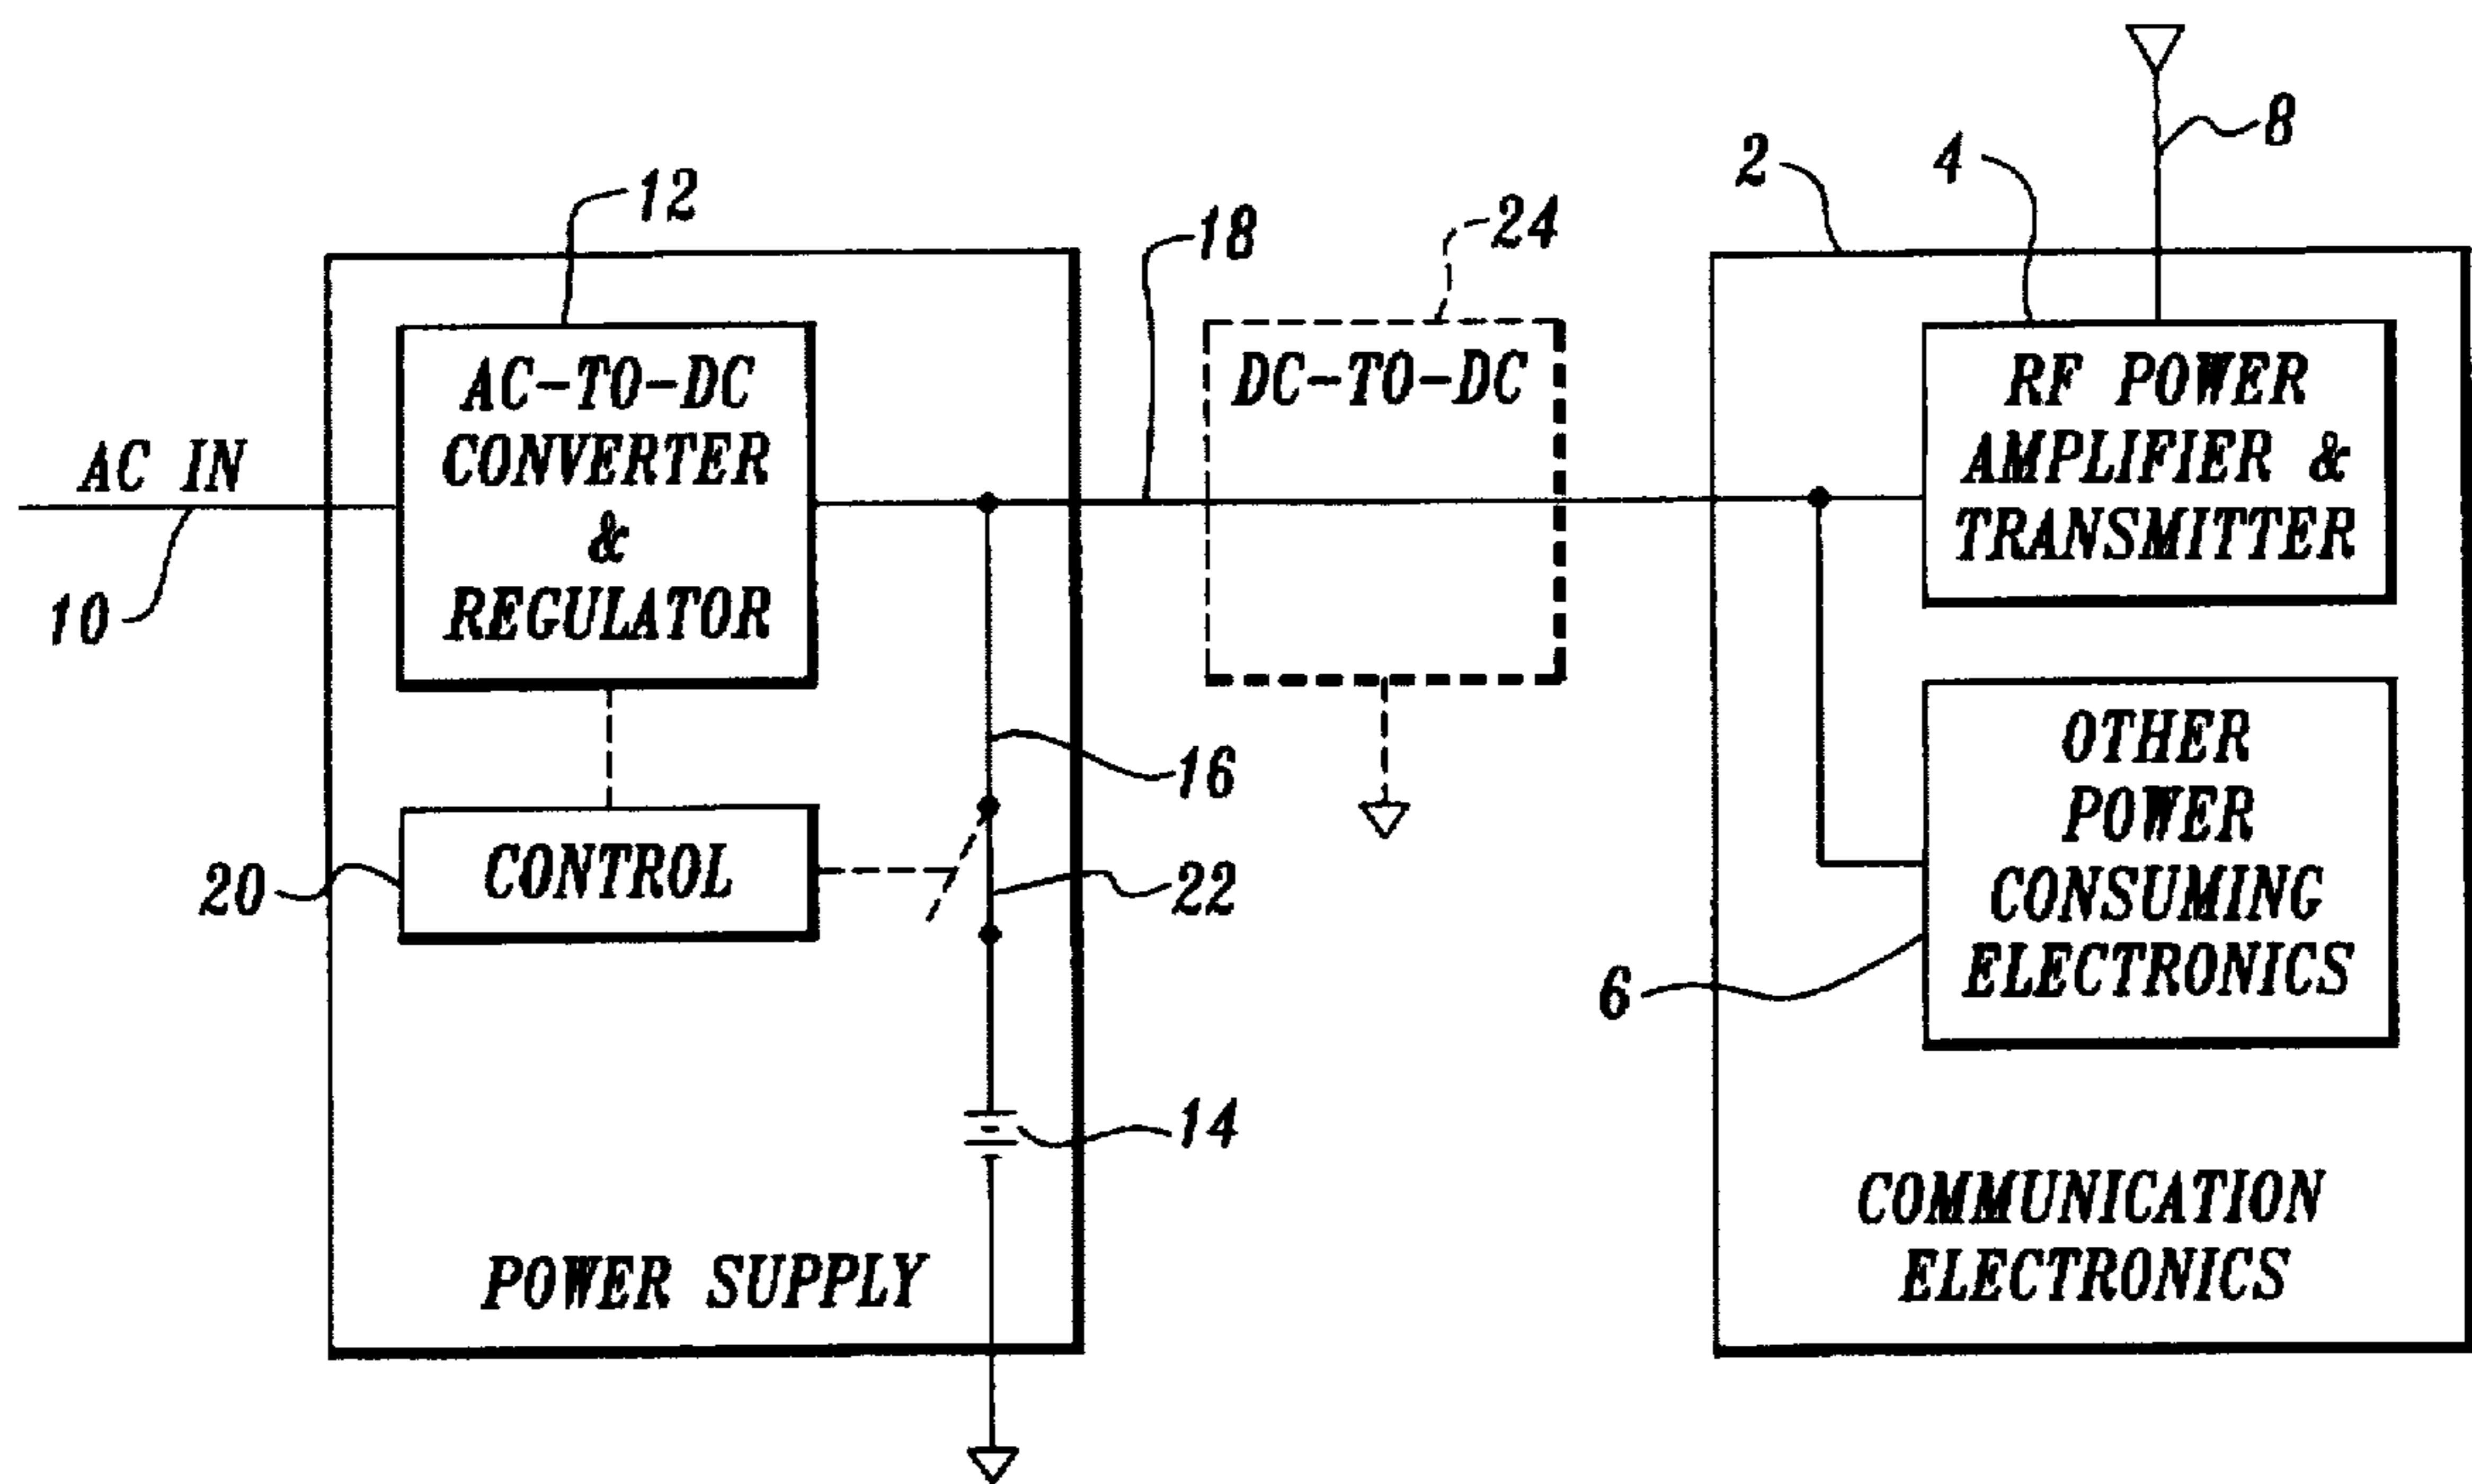 8
2
4
12
18
24
AC-TO-DC
CONVERTER
&
REGULATOR
DC-TO-DC
RF POWER
AMPLIFIER &
TRANSMITTER
AC IN
10
16
OTHER
POWER
CONSUMING
ELECTRONICS
20
CONTROL
22
6
14
POWER SUPPLY
COMMUNICATION
ELECTRONICS